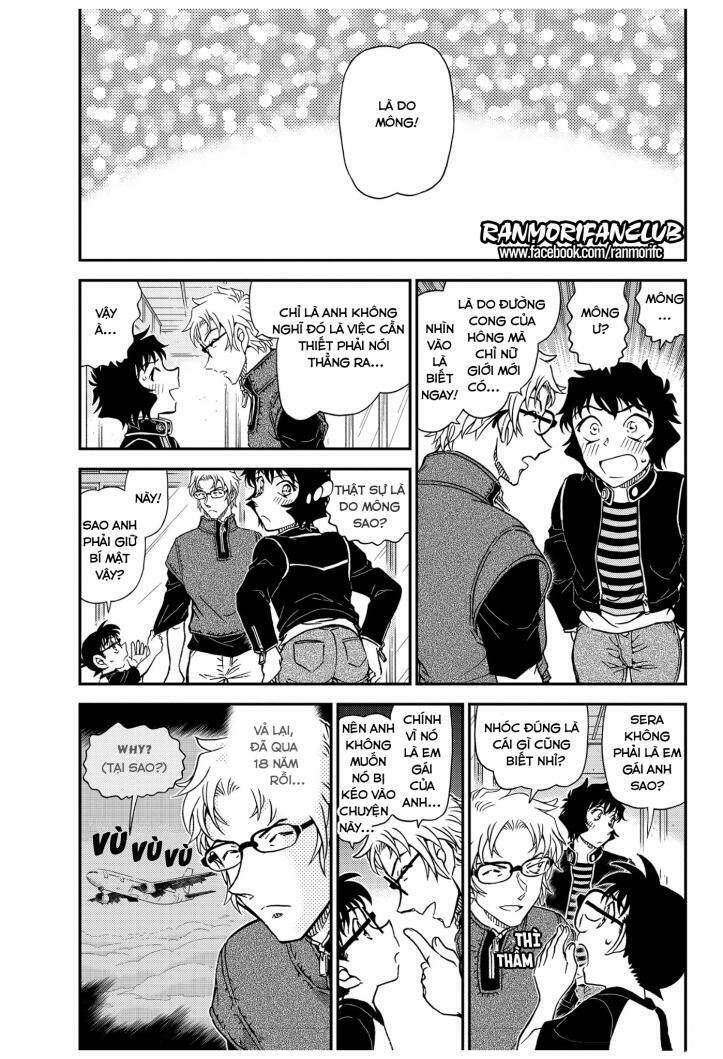 LÀ DO
MÔNG!
RANMORIFANCLUB
www.facebook.com/ranmorifc
MÔNG
...
MÔNG
Ư?
LÀ DO ĐƯỜNG
CONG CỦA
HÔNG MÀ
CHỈ NỮ
GIỚI MỚI
CÓ...
NHÌN
VÀO LÀ
BIẾT
NGAY!
CHỈ LÀ ANH KHÔNG
NGHĨ ĐÓ LÀ VIỆC CẦN
THIẾT PHẢI NÓI
THẲNG RA...
VẬY
À...
THẬT SỰ LÀ
DO MÔNG
SAO?
NÀY!
SAO ANH
PHẢI GIỮ
BÍ MẬT
VẬY?
SERA
KHÔNG
PHẢI LÀ EM
GÁI ANH
SAO?
NHÓC ĐÚNG LÀ
CÁI GÌ CŨNG
BIẾT NHỈ?
THÌ
THẦM
CHÍNH
VÌ NÓ
LÀ EM
GÁI CỦA
ANH...
NÊN ANH
KHÔNG
MUỐN
NÓ BỊ
KÉO VÀO
CHUYỆN
NÀY...
VẢ LẠI,
ĐÃ QUA
18 NĂM
RỒI...
WHY?
(TẠI SAO?)
VÙ VÙ VÙ